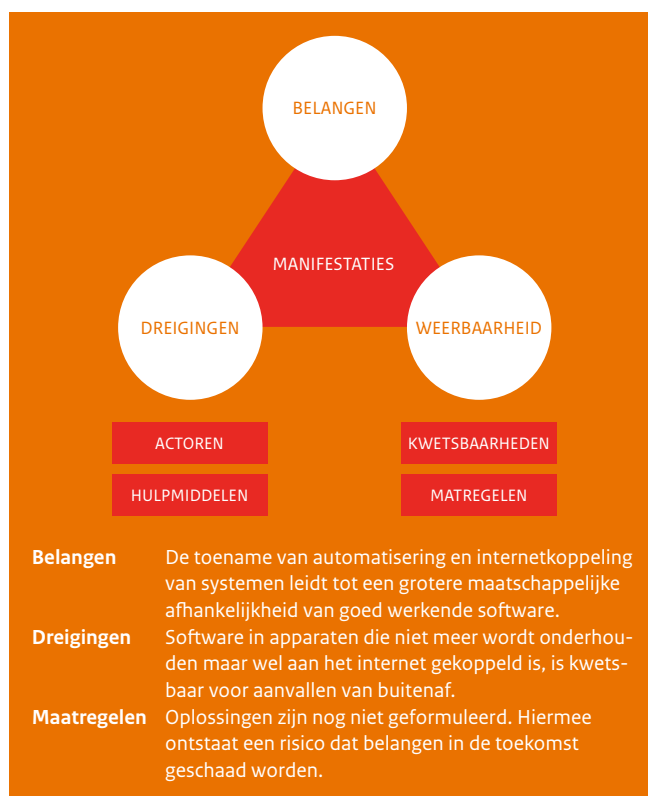 BELANGEN
MANIFESTATIES
DREIGINGEN
WEERBAARHEID
ACTOREN
KWETSBAARHEDEN
HULPMIDDELEN
MATREGELEN
Belangen De toename van automatisering en internetkoppeling
van systemen leidt tot een grotere maatschappelijke
afhankelijkheid van goed werkende software.
Dreigingen Software in apparaten die niet meer wordt onderhou-
den maar wel aan het internet gekoppeld is, is kwets-
baar voor aanvallen van buitenaf.
Maatregelen Oplossingen zijn nog niet geformuleerd. Hiermee
ontstaat een risico dat belangen in de toekomst
geschaad worden.